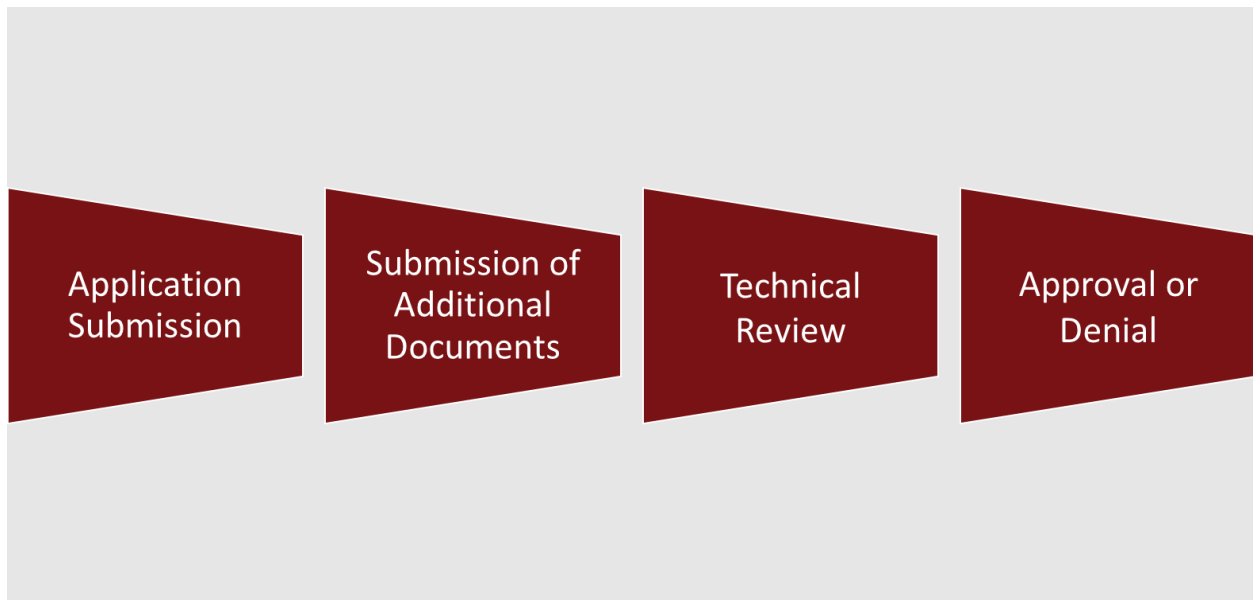 Application
Submission
Submission of
Additional
Documents
Technical
Review
Approval or
Denial